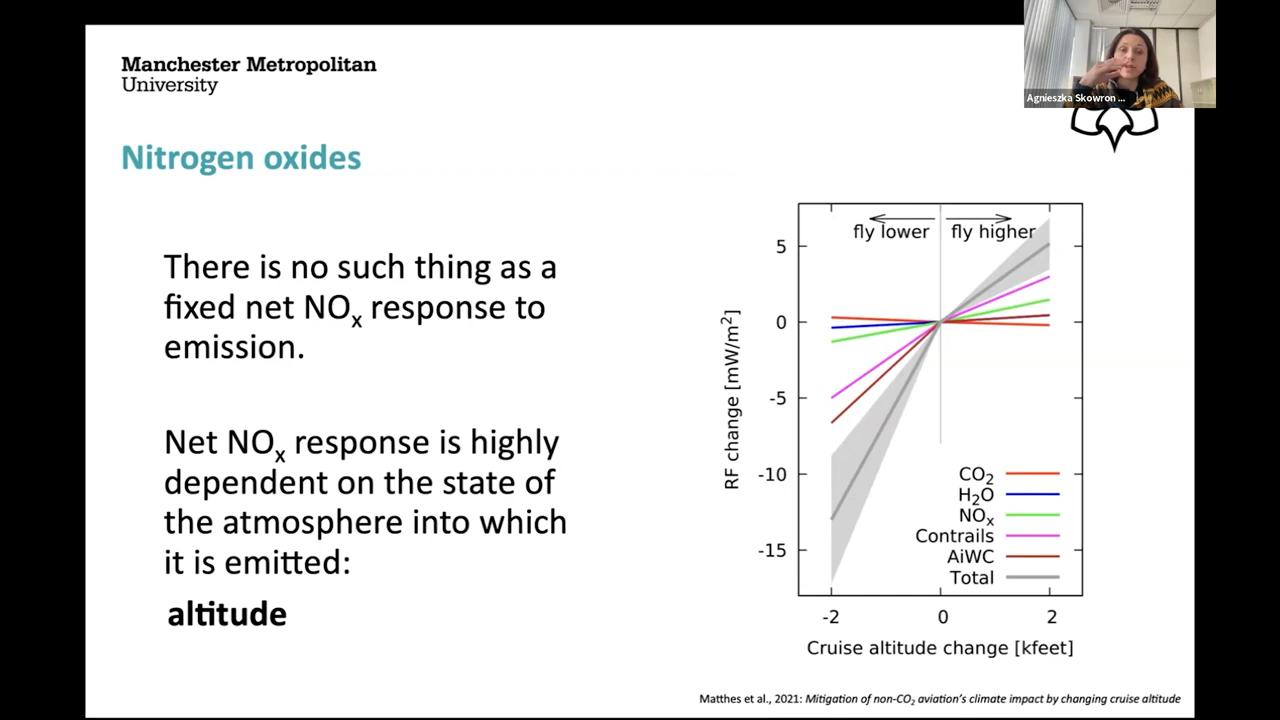 Manchester Metropolitan
University
Agnieszka Skowron ...
Nitrogen oxides
There is no such thing as a
fixed net NOx response to
emission.
Net NOx response is highly
dependent on the state of
the atmosphere into which
it is emitted:
altitude
fly lower
fly higher
5
0
-5
-10
-15
RF change [mW/m2]
CO2
H2O
NOx
Contrails
AiWC
Total
-2
0
2
Cruise altitude change [kfeet]
Matthes et al., 2021: Mitigation of non-CO2 aviation's climate impact by changing cruise altitude